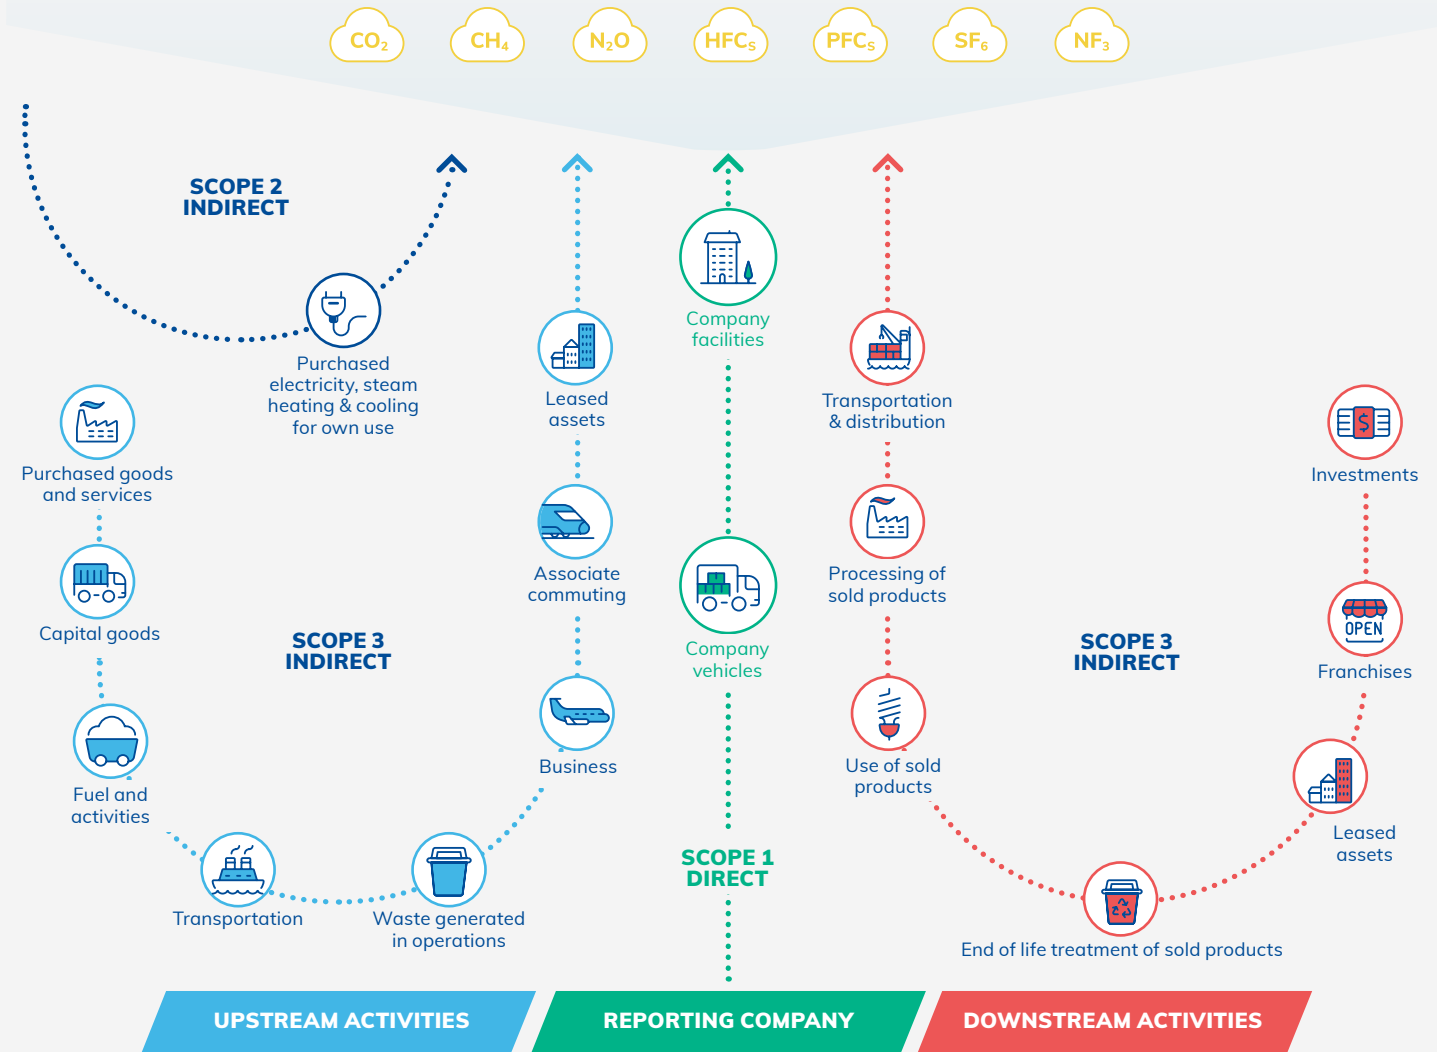 CO₂
CH₄
N₂O
HFCs
PFCs
SF₆
NF₃
SCOPE 2
INDIRECT
Purchased
electricity, steam
heating & cooling
for own use
Purchased goods
and services
Capital goods
Fuel and
activities
Transportation
Waste generated
in operations
Business
Associate
commuting
Leased
assets
SCOPE 3
INDIRECT
Company
facilities
Company
vehicles
SCOPE 1
DIRECT
Transportation
& distribution
Processing of
sold products
Use of sold
products
End of life treatment of sold products
Leased
assets
OPEN
Franchises
$
Investments
SCOPE 3
INDIRECT
UPSTREAM ACTIVITIES
REPORTING COMPANY
DOWNSTREAM ACTIVITIES